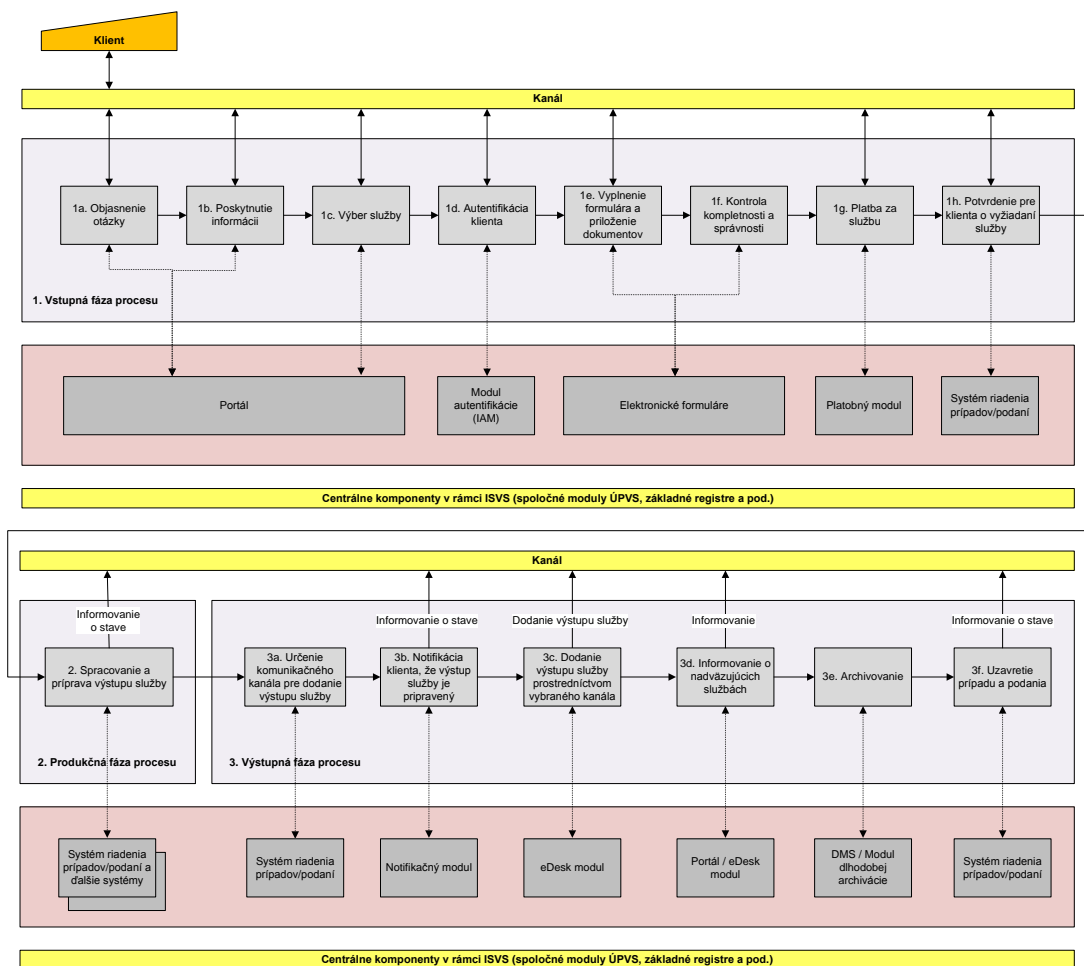 Klient
Kanál
1a. Objasnenie
otázky
1b. Poskytnutie
informácii
1c. Výber služby
1d. Autentifikácia
klienta
1e. Vyplnenie
formulára a
priloženie
dokumentov
1f. Kontrola
kompletnosti a
správnosti
1g. Platba za
službu
1h. Potvrdenie pre
klienta o vyžiadaní
služby
1. Vstupná fáza procesu
Portál
Modul
autentifikácie
(IAM)
Elektronické formuláre
Platobný modul
Systém riadenia
prípadov/podaní
Centrálne komponenty v rámci ISVS (spoločné moduly ÚPVS, základné registre a pod.)
Kanál
Informovanie
o stave
Informovanie o stave
Dodanie výstupu služby
Informovanie
Informovanie o stave
2. Spracovanie a
príprava výstupu služby
3a. Určenie
komunikačného
kanála pre dodanie
výstupu služby
3b. Notifikácia
klienta, že výstup
služby je
pripravený
3c. Dodanie
výstupu služby
prostredníctvom
vybraného kanála
3d. Informovanie o
nadväzujúcich
službách
3e. Archivovanie
3f. Uzavretie
prípadu a podania
2. Produkčná fáza procesu
3. Výstupná fáza procesu
Systém riadenia
prípadov/podaní a
ďalšie systémy
Systém riadenia
prípadov/podaní
Notifikačný modul
eDesk modul
Portál / eDesk
modul
DMS / Modul
dlhodobej
archivácie
Systém riadenia
prípadov/podaní
Centrálne komponenty v rámci ISVS (spoločné moduly ÚPVS, základné registre a pod.)